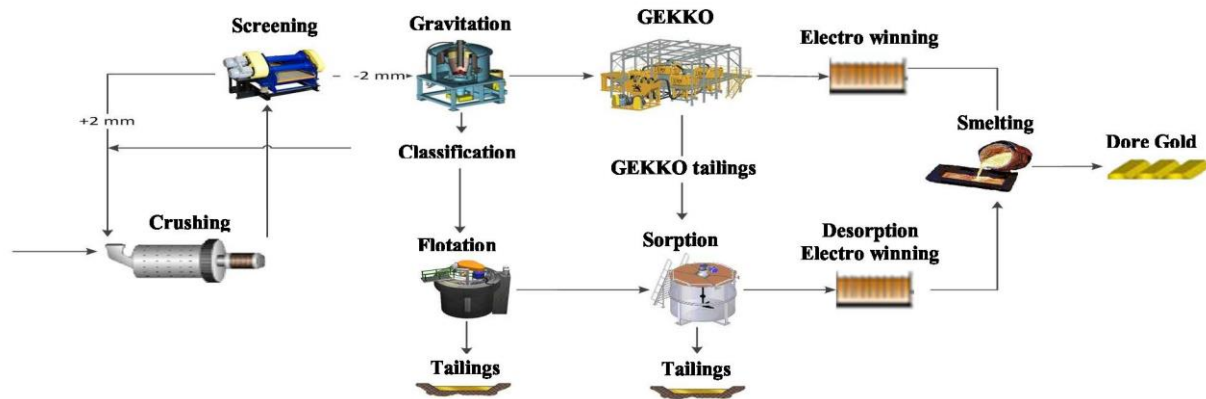 Screening
Gravitation
GEKKO
Electro winning
-2 mm
+2 mm
Classification
GEKKO tailings
Smelting
Dore Gold
Crushing
Flotation
Sorption
Desorption
Electro winning
Tailings
Tailings